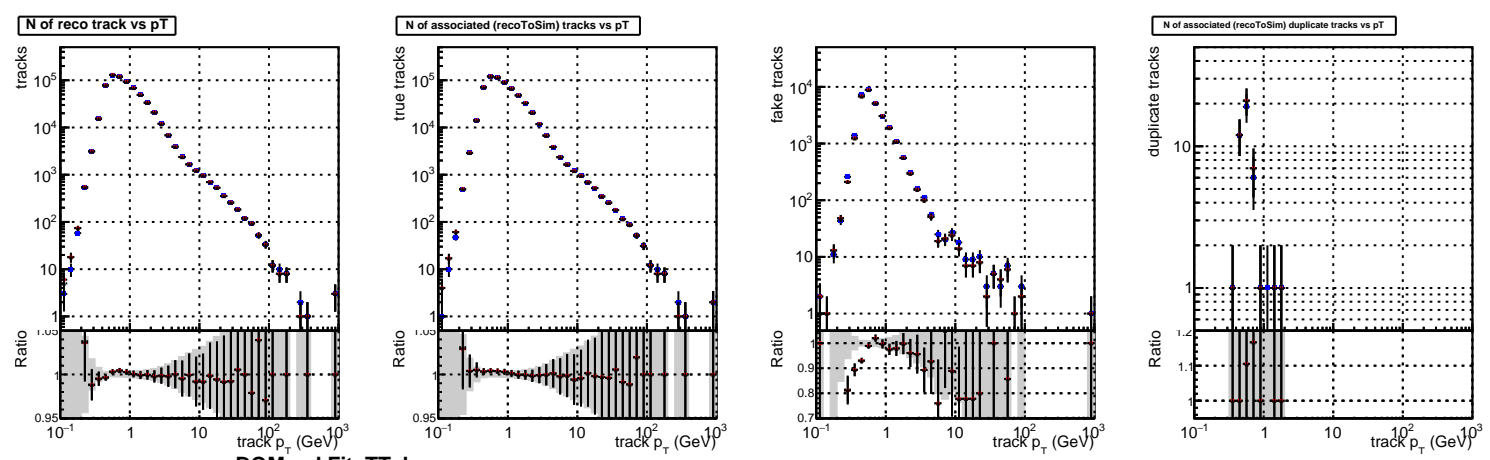 N of reco track vs pT
N of associated (recoToSim) tracks vs pT
N of associated (recoToSim) duplicate tracks vs pT
tracks
10^5
10^4
10^3
10^2
10
1
Ratio
1.05
1
0.95
10^-1 1 10 10^2 10^3
track p_T (GeV)
true tracks
10^5
10^4
10^3
10^2
10
1
Ratio
1.05
1
0.95
10^-1 1 10 10^2 10^3
track p_T (GeV)
fake tracks
10^4
10^3
10^2
10
1
Ratio
1
0.9
0.8
0.7
10^-1 1 10 10^2 10^3
track p_T (GeV)
duplicate tracks
10
1
Ratio
1.2
1.1
1
10^-1 1 10 10^2 10^3
track p_T (GeV)